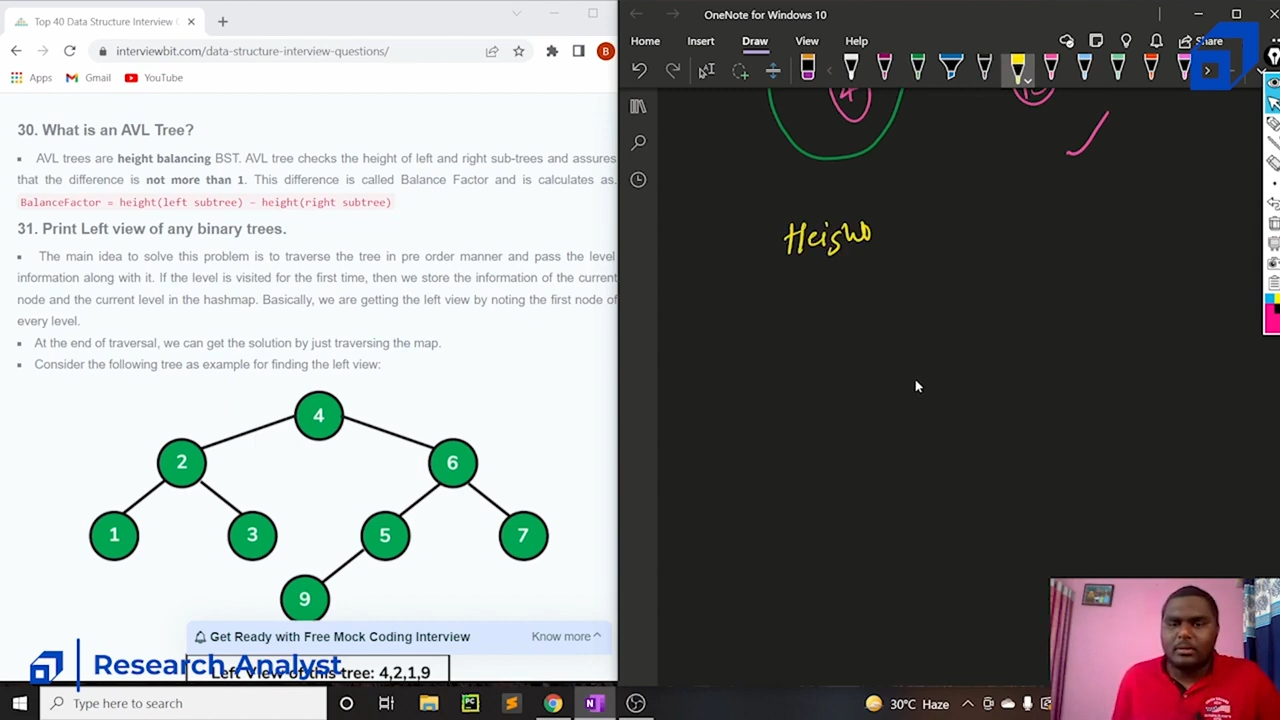 Top 40 Data Structure Interview
OneNote for Windows 10
interviewbit.com/data-structure-interview-questions/
B
Apps
Gmail
YouTube
Home
Insert
Draw
View
Help
Share
30. What is an AVL Tree?
AVL trees are height balancing BST. AVL tree checks the height of left and right sub-trees and assures
that the difference is not more than 1. This difference is called Balance Factor and is calculates as.
BalanceFactor = height(left subtree) − height(right subtree)
31. Print Left view of any binary trees.
The main idea to solve this problem is to traverse the tree in pre order manner and pass the level
information along with it. If the level is visited for the first time, then we store the information of the current
node and the current level in the hashmap. Basically, we are getting the left view by noting the first node of
every level.
At the end of traversal, we can get the solution by just traversing the map.
Consider the following tree as example for finding the left view:
4
2
6
1
3
5
7
9
Get Ready with Free Mock Coding Interview
Know more
Left View of this tree: 4,2,1,9
Research Analyst
4
Heigh
Type here to search
30°C Haze